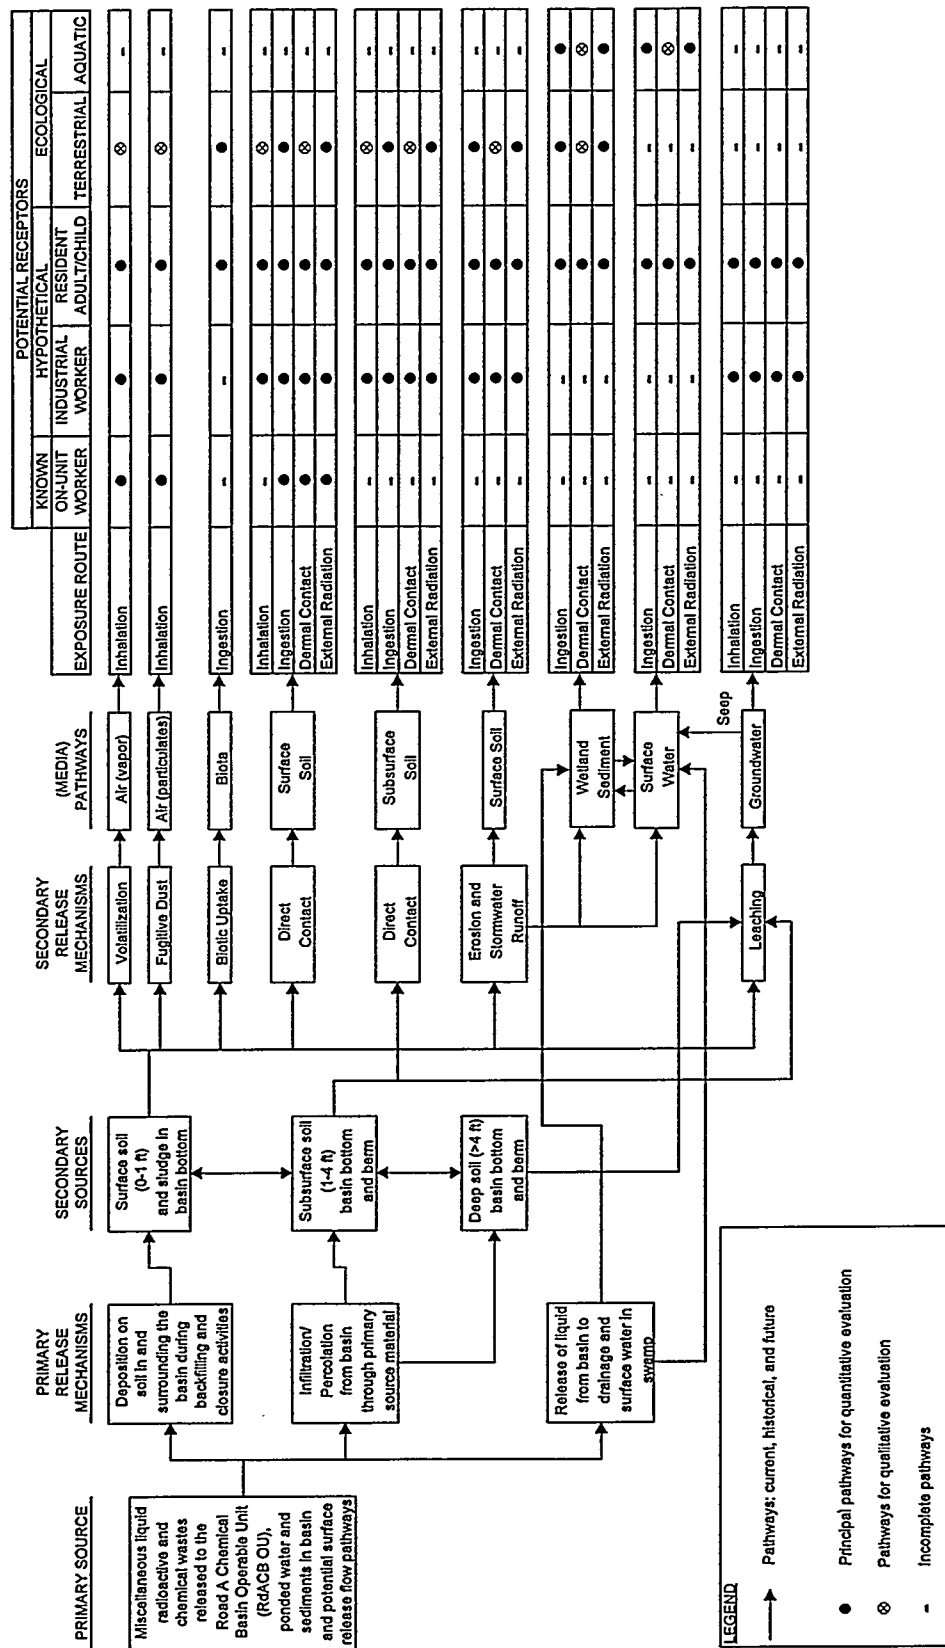 POTENTIAL RECEPTORS
KNOWN
HYPOTHETICAL
ECOLOGICAL
EXPOSURE ROUTE
ON-UNIT
WORKER
INDUSTRIAL
WORKER
RESIDENT
ADULT/CHILD
TERRESTRIAL
AQUATIC
PRIMARY SOURCE
PRIMARY
RELEASE
MECHANISMS
SECONDARY
SOURCES
SECONDARY
RELEASE
MECHANISMS
(MEDIA)
PATHWAYS
Miscellaneous liquid
radioactive and
chemical wastes
released to the
Road A Chemical
Basin Operable Unit
(RdACB OU),
ponded water and
sediments in basin
and potential surface
release flow pathways
Deposition on
soil in and
surrounding the
basin during
backfilling and
closure activities
Infiltration/
Percolation
from basin
through primary
source material
Release of liquid
from basin to
drainage and
surface water in
swamp
Surface soil
(0-1 ft)
and sludge in
basin bottom
Subsurface soil
(1-4 ft)
basin bottom
and berm
Deep soil (>4 ft)
basin bottom
and berm
Volatilization
Fugitive Dust
Biotic Uptake
Direct
Contact
Direct
Contact
Erosion and
Stormwater
Runoff
Leaching
Air (vapor)
Air (particulates)
Biota
Surface
Soil
Subsurface
Soil
Surface Soil
Wetland
Sediment
Surface
Water
Seep
Groundwater
Inhalation ● ● ● ⊗ -
Inhalation ● ● ● ⊗ -
Ingestion - - ● ● -
Inhalation - ● ● ⊗ -
Ingestion ● ● ● ● -
Dermal Contact ● ● ● ⊗ -
External Radiation ● ● ● ● -
Inhalation - ● ● ⊗ -
Ingestion - ● ● ● -
Dermal Contact - ● ● ⊗ -
External Radiation - ● ● ● -
Ingestion - ● ● ● -
Dermal Contact - ● ● ⊗ -
External Radiation - ● ● ● -
Ingestion - - ● ● ●
Dermal Contact - - ● ⊗ ⊗
External Radiation - - ● ● ●
Ingestion - - ● - ●
Dermal Contact - - ● - ⊗
External Radiation - - ● - ●
Inhalation - ● ● - -
Ingestion - ● ● - -
Dermal Contact - ● ● - -
External Radiation - ● ● - -
LEGEND
Pathways: current, historical, and future
● Principal pathways for quantitative evaluation
⊗ Pathways for qualitative evaluation
- Incomplete pathways